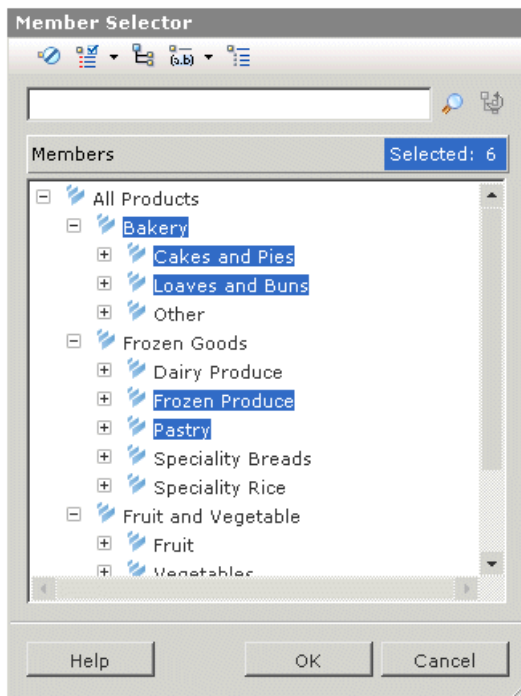 Member Selector
(a.b)
Members Selected: 6
All Products
Bakery
Cakes and Pies
Loaves and Buns
Other
Frozen Goods
Dairy Produce
Frozen Produce
Pastry
Speciality Breads
Speciality Rice
Fruit and Vegetable
Fruit
Vegetables
Help OK Cancel